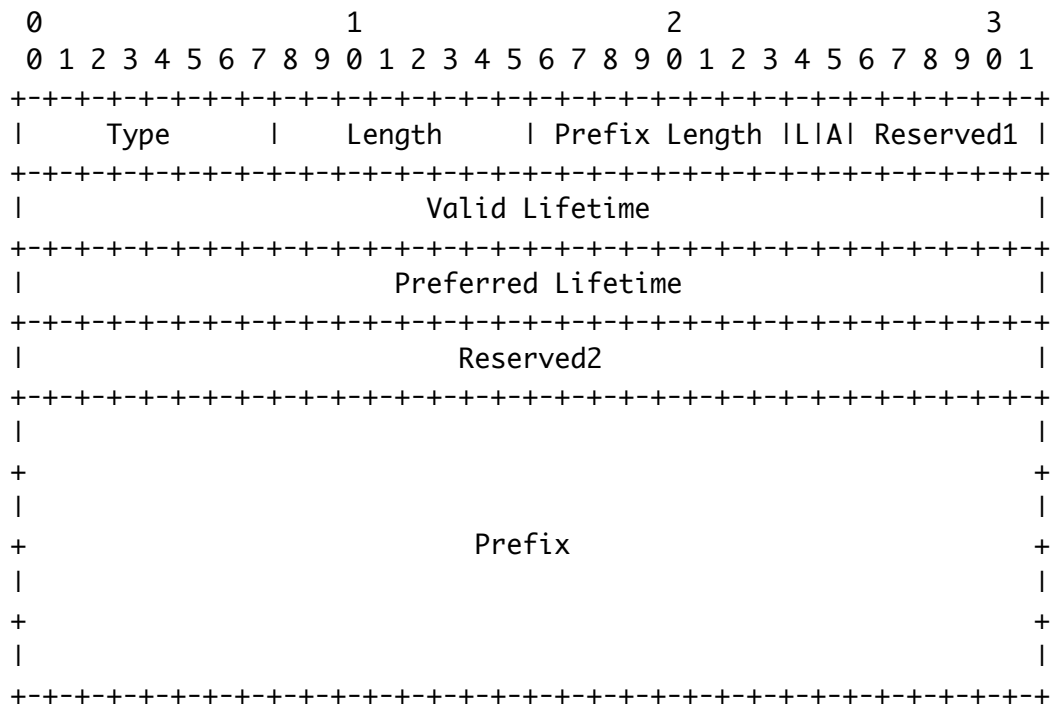 0                   1                   2                   3
 0 1 2 3 4 5 6 7 8 9 0 1 2 3 4 5 6 7 8 9 0 1 2 3 4 5 6 7 8 9 0 1
+-+-+-+-+-+-+-+-+-+-+-+-+-+-+-+-+-+-+-+-+-+-+-+-+-+-+-+-+-+-+-+-+
|     Type      |    Length     | Prefix Length |L|A| Reserved1 |
+-+-+-+-+-+-+-+-+-+-+-+-+-+-+-+-+-+-+-+-+-+-+-+-+-+-+-+-+-+-+-+-+
|                         Valid Lifetime                        |
+-+-+-+-+-+-+-+-+-+-+-+-+-+-+-+-+-+-+-+-+-+-+-+-+-+-+-+-+-+-+-+-+
|                       Preferred Lifetime                      |
+-+-+-+-+-+-+-+-+-+-+-+-+-+-+-+-+-+-+-+-+-+-+-+-+-+-+-+-+-+-+-+-+
|                           Reserved2                           |
+-+-+-+-+-+-+-+-+-+-+-+-+-+-+-+-+-+-+-+-+-+-+-+-+-+-+-+-+-+-+-+-+
|                                                               |
+                                                               +
|                                                               |
+                            Prefix                             +
|                                                               |
+                                                               +
|                                                               |
+-+-+-+-+-+-+-+-+-+-+-+-+-+-+-+-+-+-+-+-+-+-+-+-+-+-+-+-+-+-+-+-+